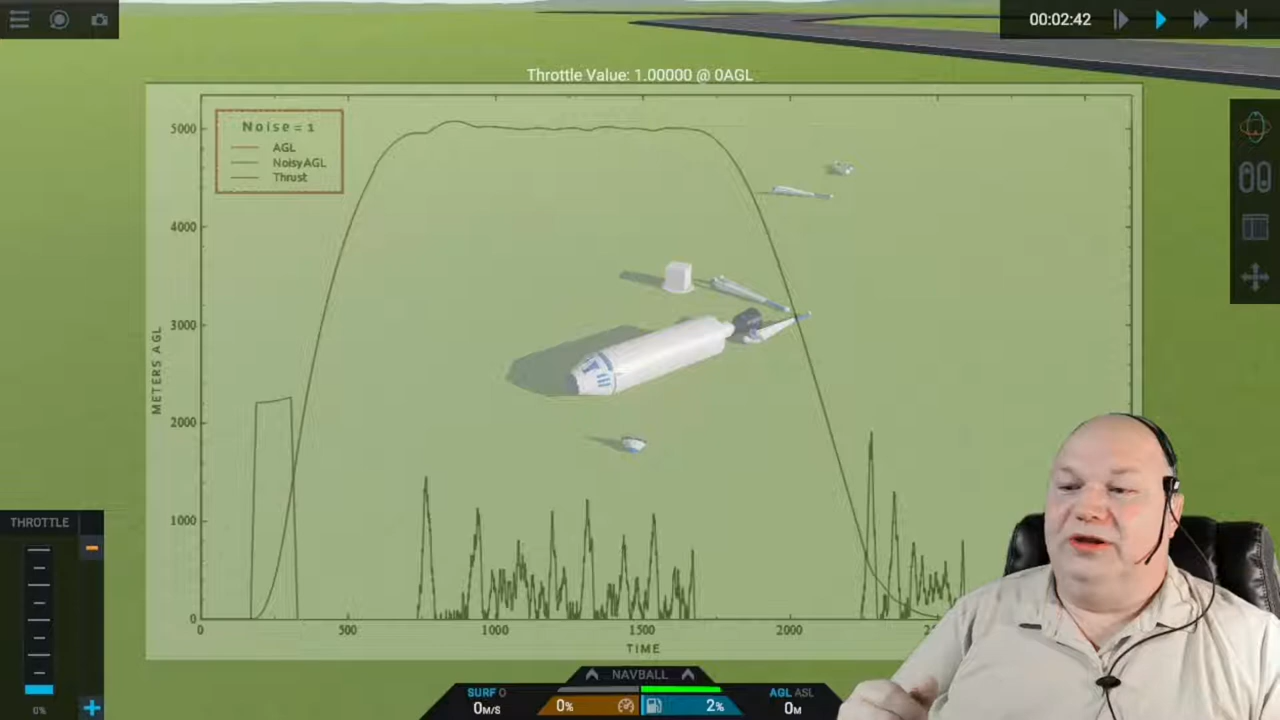 00:02:42
Throttle Value: 1.00000 @ 0AGL
Noise = 1
AGL
NoisyAGL
Thrust
5000
4000
3000
2000
1000
0
METERS AGL
0
500
1000
1500
2000
TIME
THROTTLE
0%
NAVBALL
SURF O
0M/S
0%
2%
AGL ASL
0M